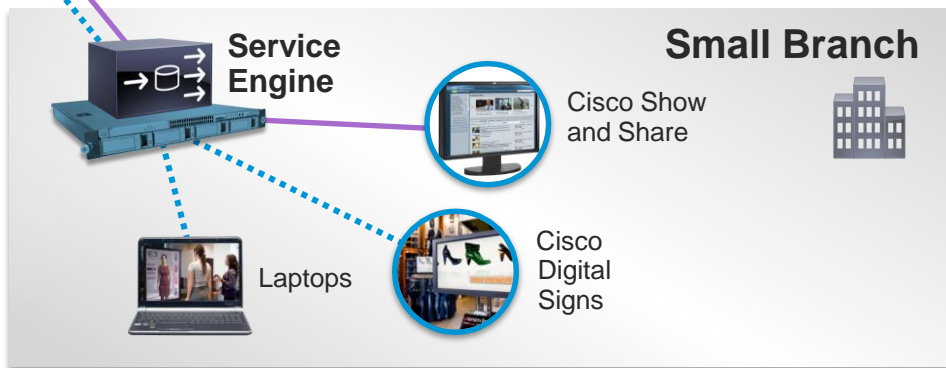 Service
Engine
Small Branch
Cisco Show
and Share
Laptops
Cisco
Digital
Signs